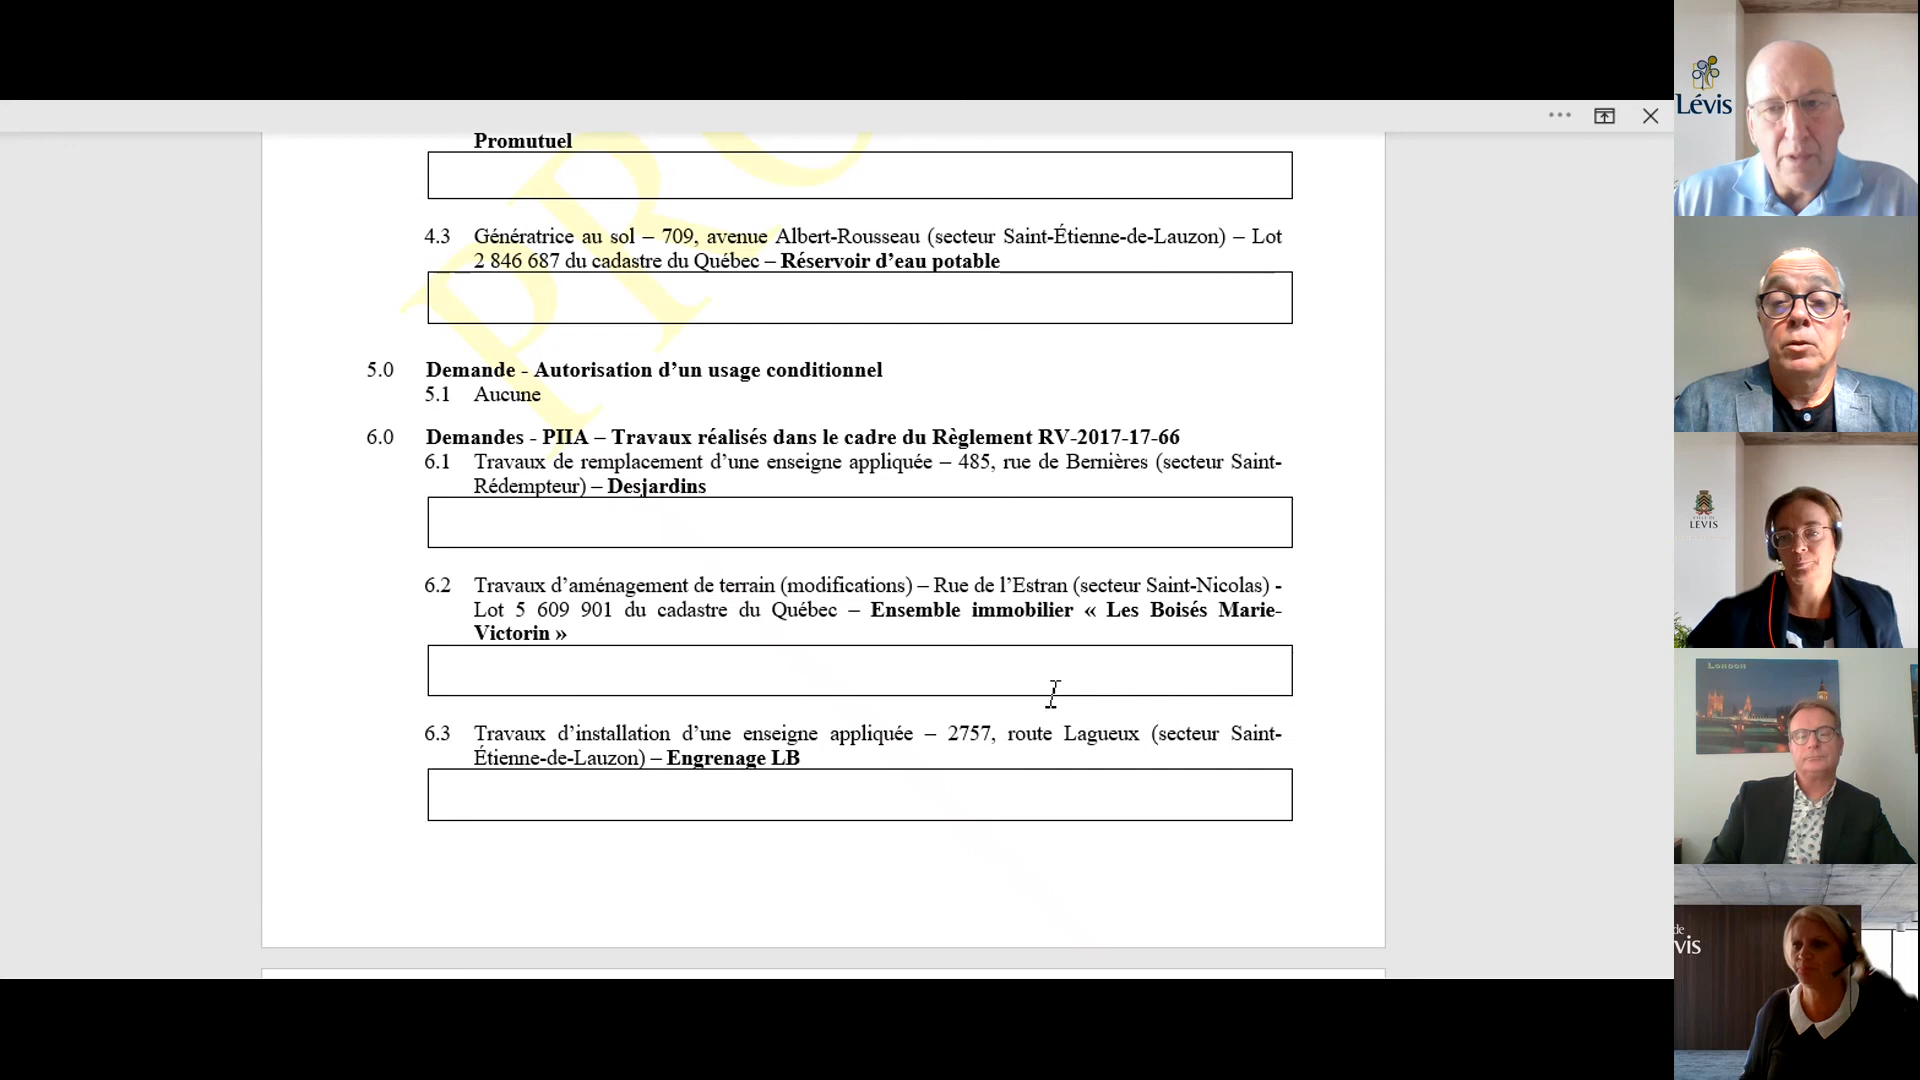 Promutuel
4.3 Génératrice au sol – 709, avenue Albert-Rousseau (secteur Saint-Étienne-de-Lauzon) – Lot
2 846 687 du cadastre du Québec – Réservoir d’eau potable
5.0 Demande - Autorisation d’un usage conditionnel
5.1 Aucune
6.0 Demandes - PIIA – Travaux réalisés dans le cadre du Règlement RV-2017-17-66
6.1 Travaux de remplacement d’une enseigne appliquée – 485, rue de Bernières (secteur Saint-
Rédempteur) – Desjardins
6.2 Travaux d’aménagement de terrain (modifications) – Rue de l’Estran (secteur Saint-Nicolas) -
Lot 5 609 901 du cadastre du Québec – Ensemble immobilier « Les Boisés Marie-
Victorin »
6.3 Travaux d’installation d’une enseigne appliquée – 2757, route Lagueux (secteur Saint-
Étienne-de-Lauzon) – Engrenage LB
Lévis
LÉVIS
LONDON
de
vis